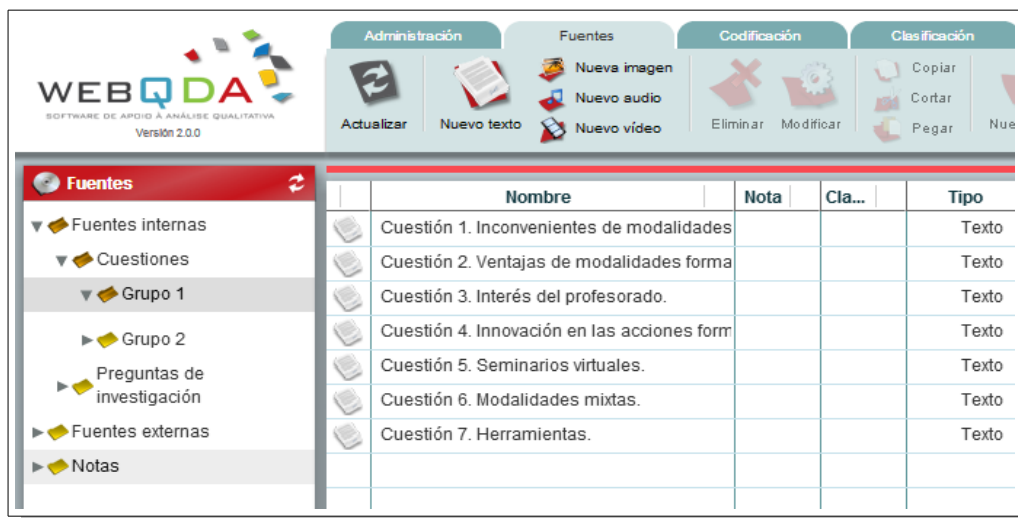 WEBQDA
SOFTWARE DE APOIO À ANÁLISE QUALITATIVA
Versión 2.0.0
Administración
Fuentes
Codificación
Clasificación
Actualizar
Nuevo texto
Nueva imagen
Nuevo audio
Nuevo vídeo
Eliminar
Modificar
Copiar
Cortar
Pegar
Nue
Fuentes
Fuentes internas
Cuestiones
Grupo 1
Grupo 2
Preguntas de
investigación
Fuentes externas
Notas
Nombre Nota Cla... Tipo
Cuestión 1. Inconvenientes de modalidades Texto
Cuestión 2. Ventajas de modalidades forma Texto
Cuestión 3. Interés del profesorado. Texto
Cuestión 4. Innovación en las acciones form Texto
Cuestión 5. Seminarios virtuales. Texto
Cuestión 6. Modalidades mixtas. Texto
Cuestión 7. Herramientas. Texto